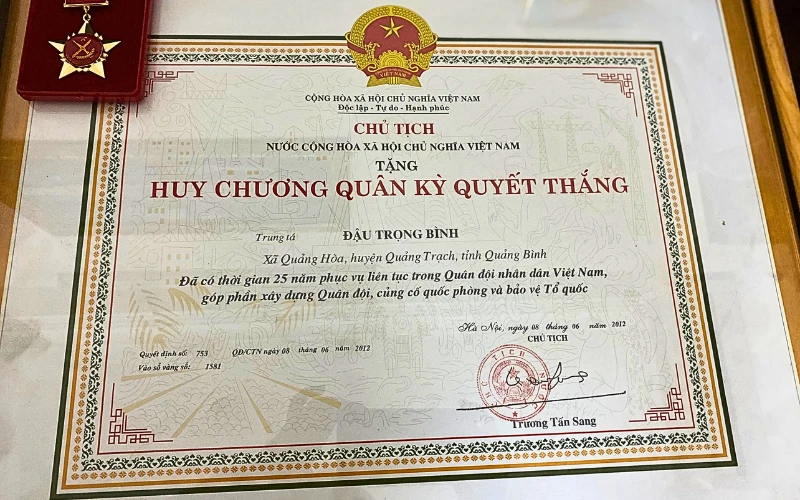 VIỆT NAM
CỘNG HÒA XÃ HỘI CHỦ NGHĨA VIỆT NAM
Độc lập - Tự do - Hạnh phúc
CHỦ TỊCH
NƯỚC CỘNG HÒA XÃ HỘI CHỦ NGHĨA VIỆT NAM
TẶNG
HUY CHƯƠNG QUÂN KỲ QUYẾT THẮNG
Trung tá ĐẬU TRỌNG BÌNH
Xã Quảng Hòa, huyện Quảng Trạch, tỉnh Quảng Bình
Đã có thời gian 25 năm phục vụ liên tục trong Quân đội nhân dân Việt Nam,
góp phần xây dựng Quân đội, củng cố quốc phòng và bảo vệ Tổ quốc
Hà Nội, ngày 08 tháng 06 năm 2012
CHỦ TỊCH
Quyết định số: 753 QĐ/CTN ngày 08 tháng 06 năm 2012
Vào sổ vàng số: 1581
CHỦ TỊCH NƯỚC
Trương Tấn Sang